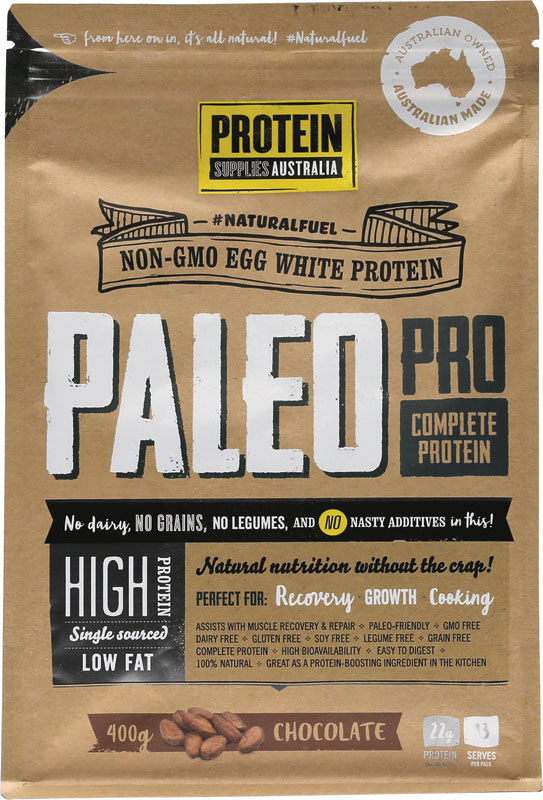 from here on in, it's all natural! #Naturalfuel
AUSTRALIAN OWNED
AUSTRALIAN MADE
PROTEIN
SUPPLIES AUSTRALIA
#NATURALFUEL
NON-GMO EGG WHITE PROTEIN
PALEO PRO
COMPLETE
PROTEIN
No dairy, NO GRAINS, NO LEGUMES, AND NO NASTY ADDITIVES in this!
HIGH PROTEIN
Single sourced
LOW FAT
Natural nutrition without the crap!
PERFECT FOR: Recovery · GROWTH · Cooking
ASSISTS WITH MUSCLE RECOVERY & REPAIR ❖ PALEO-FRIENDLY ❖ GMO FREE
DAIRY FREE ❖ GLUTEN FREE ❖ SOY FREE ❖ LEGUME FREE ❖ GRAIN FREE
COMPLETE PROTEIN ❖ HIGH BIOAVAILABILITY ❖ EASY TO DIGEST ❖
100% NATURAL ❖ GREAT AS A PROTEIN-BOOSTING INGREDIENT IN THE KITCHEN
400g CHOCOLATE
22g
PROTEIN
13
SERVES
PER PACK